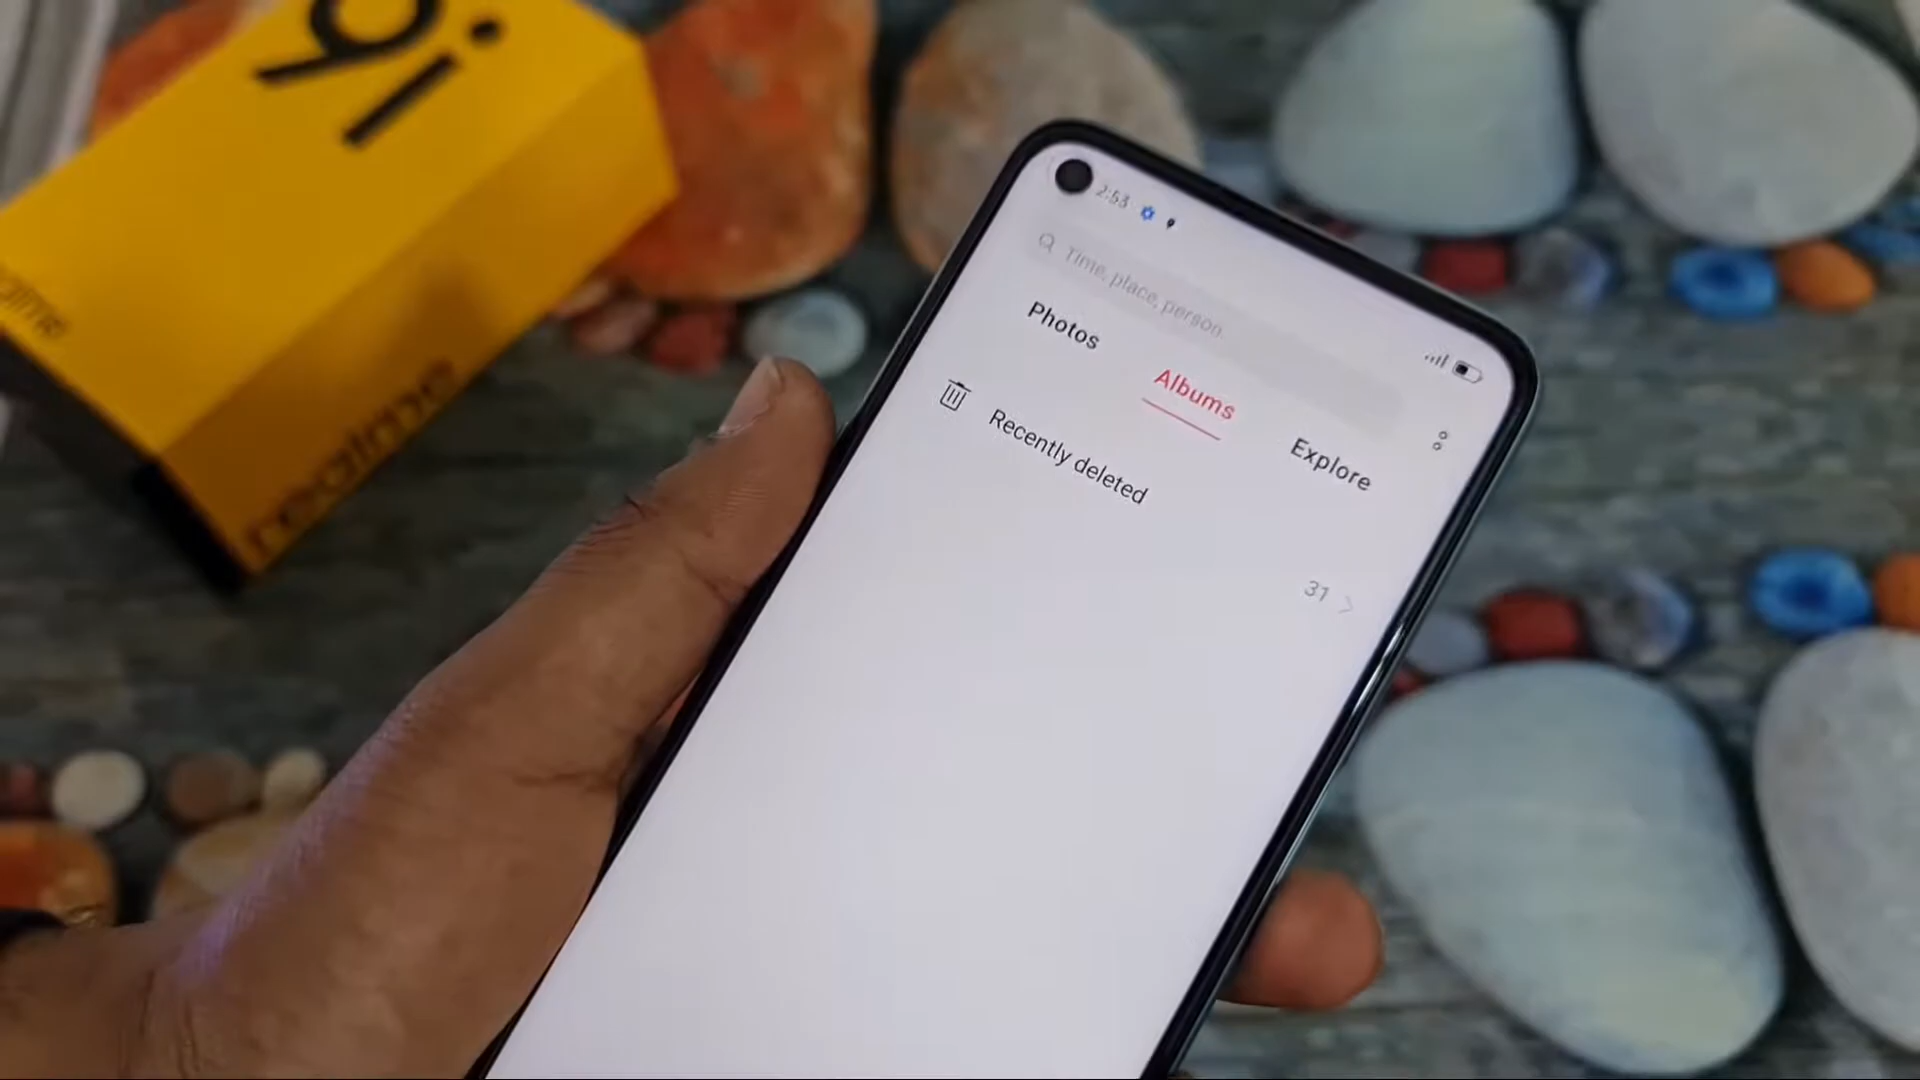 9i
realme
realme
2:53
Time, place, person.
Photos
Albums
Explore
Recently deleted
31